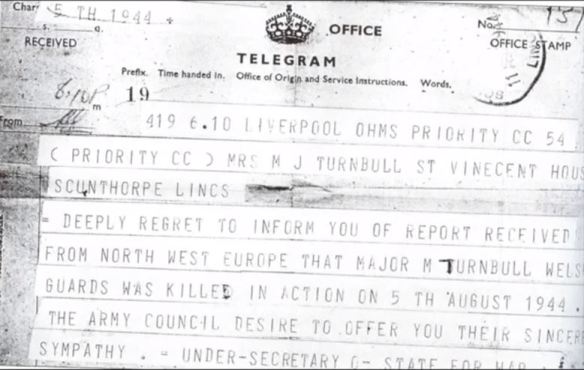 Char
5 TH 1944 +
s. d.
RECEIVED
OFFICE
No.
OFFICE STAMP
TELEGRAM
Prefix. Time handed in. Office of Origin and Service Instructions. Words.
m
19
From
419 6.10 LIVERPOOL OHMS PRIORITY CC 54
( PRIORITY CC ) MRS M J TURNBULL ST VINECENT HOUS
SCUNTHORPE LINCS
= DEEPLY REGRET TO INFORM YOU OF REPORT RECEIVED
FROM NORTH WEST EUROPE THAT MAJOR M TURNBULL WELS
GUARDS WAS KILLED IN ACTION ON 5 TH AUGUST 1944.
THE ARMY COUNCIL DESIRE TO OFFER YOU THEIR SINCER
SYMPATHY . = UNDER-SECRETARY O- STATE FOR WAR